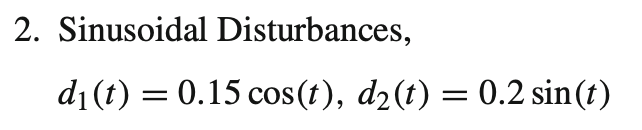 2. Sinusoidal Disturbances,
d₁(t) = 0.15 cos(t), d₂(t) = 0.2 sin(t)